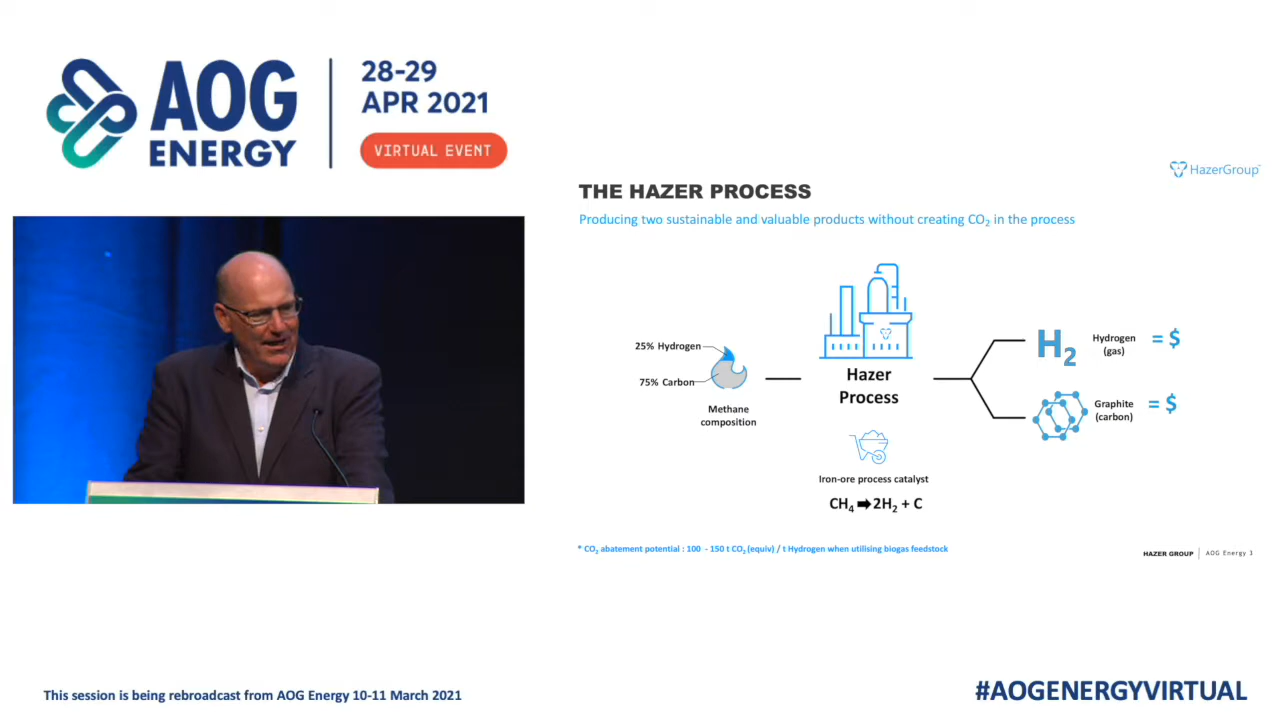 AOG
ENERGY
28-29
APR 2021
VIRTUAL EVENT
HazerGroup
THE HAZER PROCESS
Producing two sustainable and valuable products without creating CO₂ in the process
25% Hydrogen
75% Carbon
Methane
composition
Hazer
Process
Iron-ore process catalyst
CH₄ ➡ 2H₂ + C
H₂
Hydrogen
(gas)
= $
Graphite
(carbon)
= $
* CO₂ abatement potential : 100 - 150 t CO₂ (equiv) / t Hydrogen when utilising biogas feedstock
HAZER GROUP | AOG Energy 1
This session is being rebroadcast from AOG Energy 10-11 March 2021
#AOGENERGYVIRTUAL